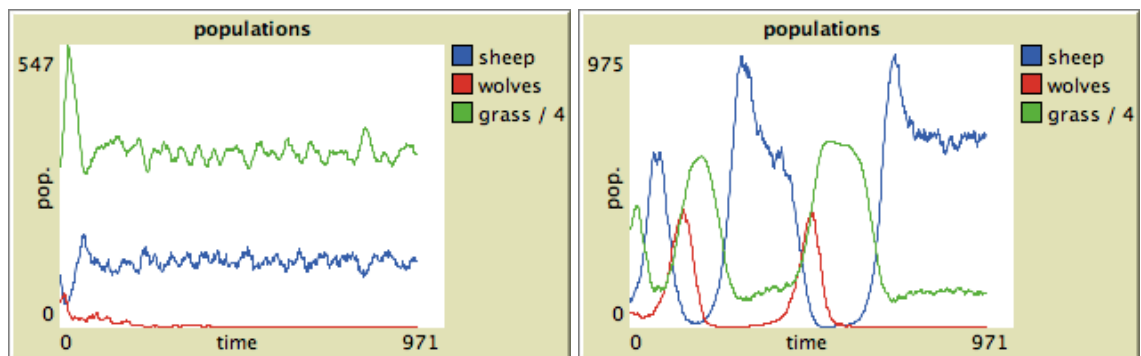 populations
547
pop.
0
0
time
971
sheep
wolves
grass / 4
populations
975
pop.
0
0
time
971
sheep
wolves
grass / 4